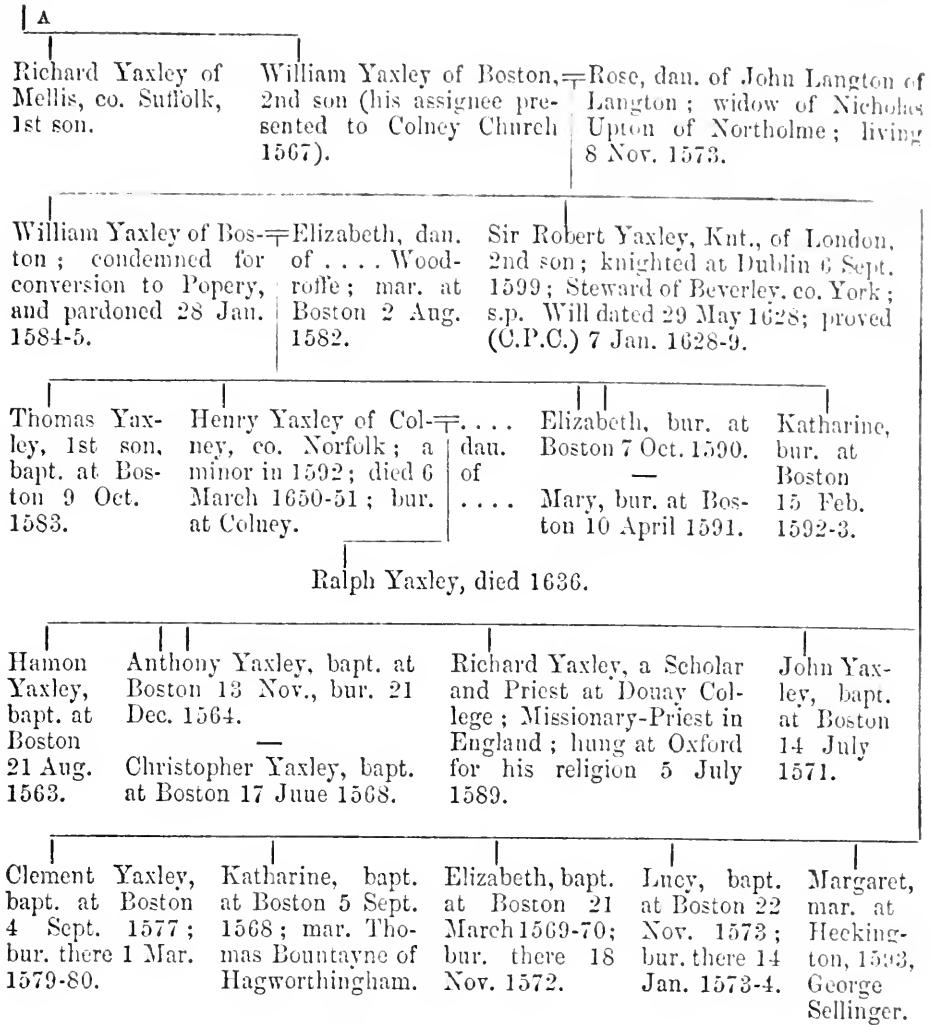 A
Richard Yaxley of
Mellis, co. Suffolk,
1st son.
William Yaxley of Boston,
2nd son (his assignee pre-
sented to Colney Church
1567).
Rose, dau. of John Langton of
Langton ; widow of Nicholas
Upton of Northolme ; living
8 Nov. 1573.
William Yaxley of Bos-
ton ; condemned for
conversion to Popery,
and pardoned 28 Jan.
1584-5.
Elizabeth, dau.
of . . . . Wood-
roffe ; mar. at
Boston 2 Aug.
1582.
Sir Robert Yaxley, Knt., of London,
2nd son ; knighted at Dublin 6 Sept.
1599 ; Steward of Beverley, co. York ;
s.p. Will dated 29 May 1628; proved
(C.P.C.) 7 Jan. 1628-9.
Thomas Yax-
ley, 1st son,
bapt. at Bos-
ton 9 Oct.
1583.
Henry Yaxley of Col-
ney, co. Norfolk ; a
minor in 1592 ; died 6
March 1650-51 ; bur.
at Colney.
. . . .
dau.
of
. . . .
Elizabeth, bur. at
Boston 7 Oct. 1590.
—
Mary, bur. at Bos-
ton 10 April 1591.
Katharine,
bur. at
Boston
15 Feb.
1592-3.
Ralph Yaxley, died 1636.
Hamon
Yaxley,
bapt. at
Boston
21 Aug.
1563.
Anthony Yaxley, bapt. at
Boston 13 Nov., bur. 21
Dec. 1564.
—
Christopher Yaxley, bapt.
at Boston 17 June 1568.
Richard Yaxley, a Scholar
and Priest at Douay Col-
lege ; Missionary-Priest in
England ; hung at Oxford
for his religion 5 July
1589.
John Yax-
ley, bapt.
at Boston
14 July
1571.
Clement Yaxley,
bapt. at Boston
4 Sept. 1577 ;
bur. there 1 Mar.
1579-80.
Katharine, bapt.
at Boston 5 Sept.
1568 ; mar. Tho-
mas Bountayne of
Hagworthingham.
Elizabeth, bapt.
at Boston 21
March 1569-70;
bur. there 18
Nov. 1572.
Lucy, bapt.
at Boston 22
Nov. 1573 ;
bur. there 14
Jan. 1573-4.
Margaret,
mar. at
Hecking-
ton, 1593,
George
Sellinger.